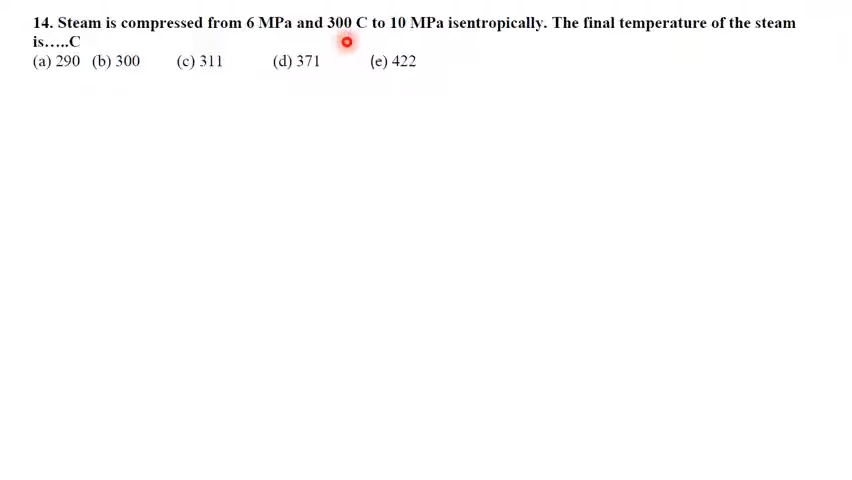 14. Steam is compressed from 6 MPa and 300 C to 10 MPa isentropically. The final temperature of the steam
is.....C
(a) 290 (b) 300 (c) 311 (d) 371 (e) 422